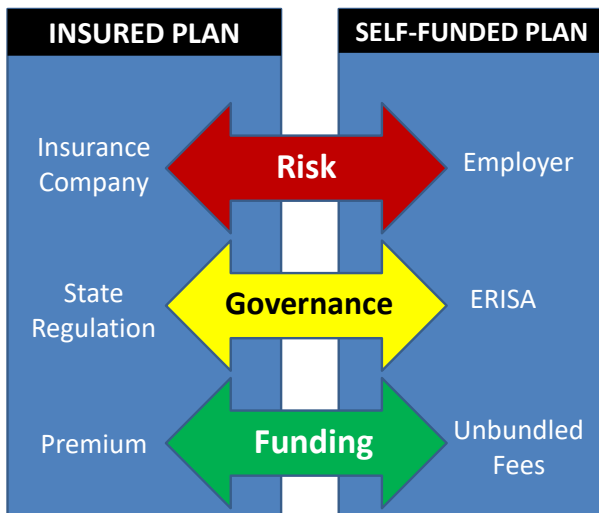 INSURED PLAN
SELF-FUNDED PLAN
Insurance
Company
Risk
Employer
State
Regulation
Governance
ERISA
Premium
Funding
Unbundled
Fees